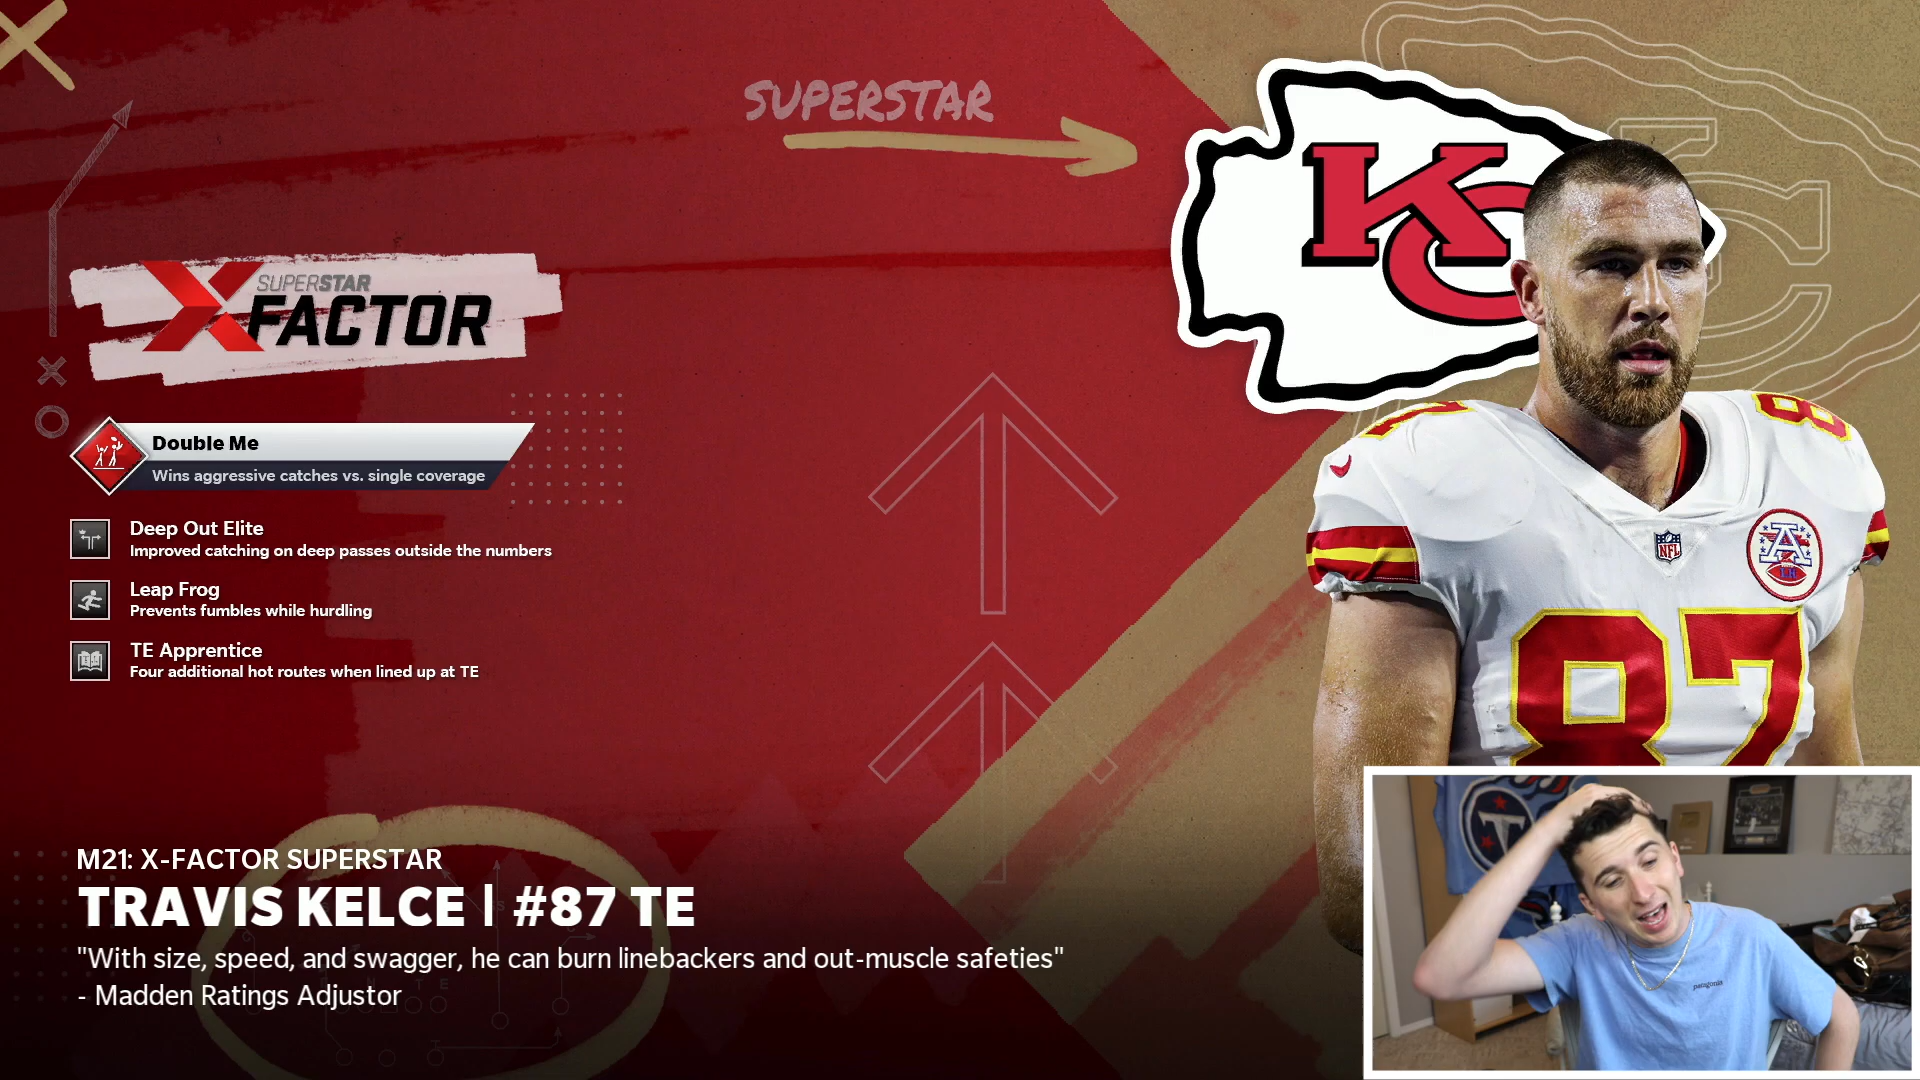 SUPERSTAR
KC
SUPERSTAR
X FACTOR
Double Me
Wins aggressive catches vs. single coverage
Deep Out Elite
Improved catching on deep passes outside the numbers
Leap Frog
Prevents fumbles while hurdling
TE Apprentice
Four additional hot routes when lined up at TE
87
NFL
A
87
M21: X-FACTOR SUPERSTAR
TRAVIS KELCE | #87 TE
"With size, speed, and swagger, he can burn linebackers and out-muscle safeties"
- Madden Ratings Adjustor
T
patagonia